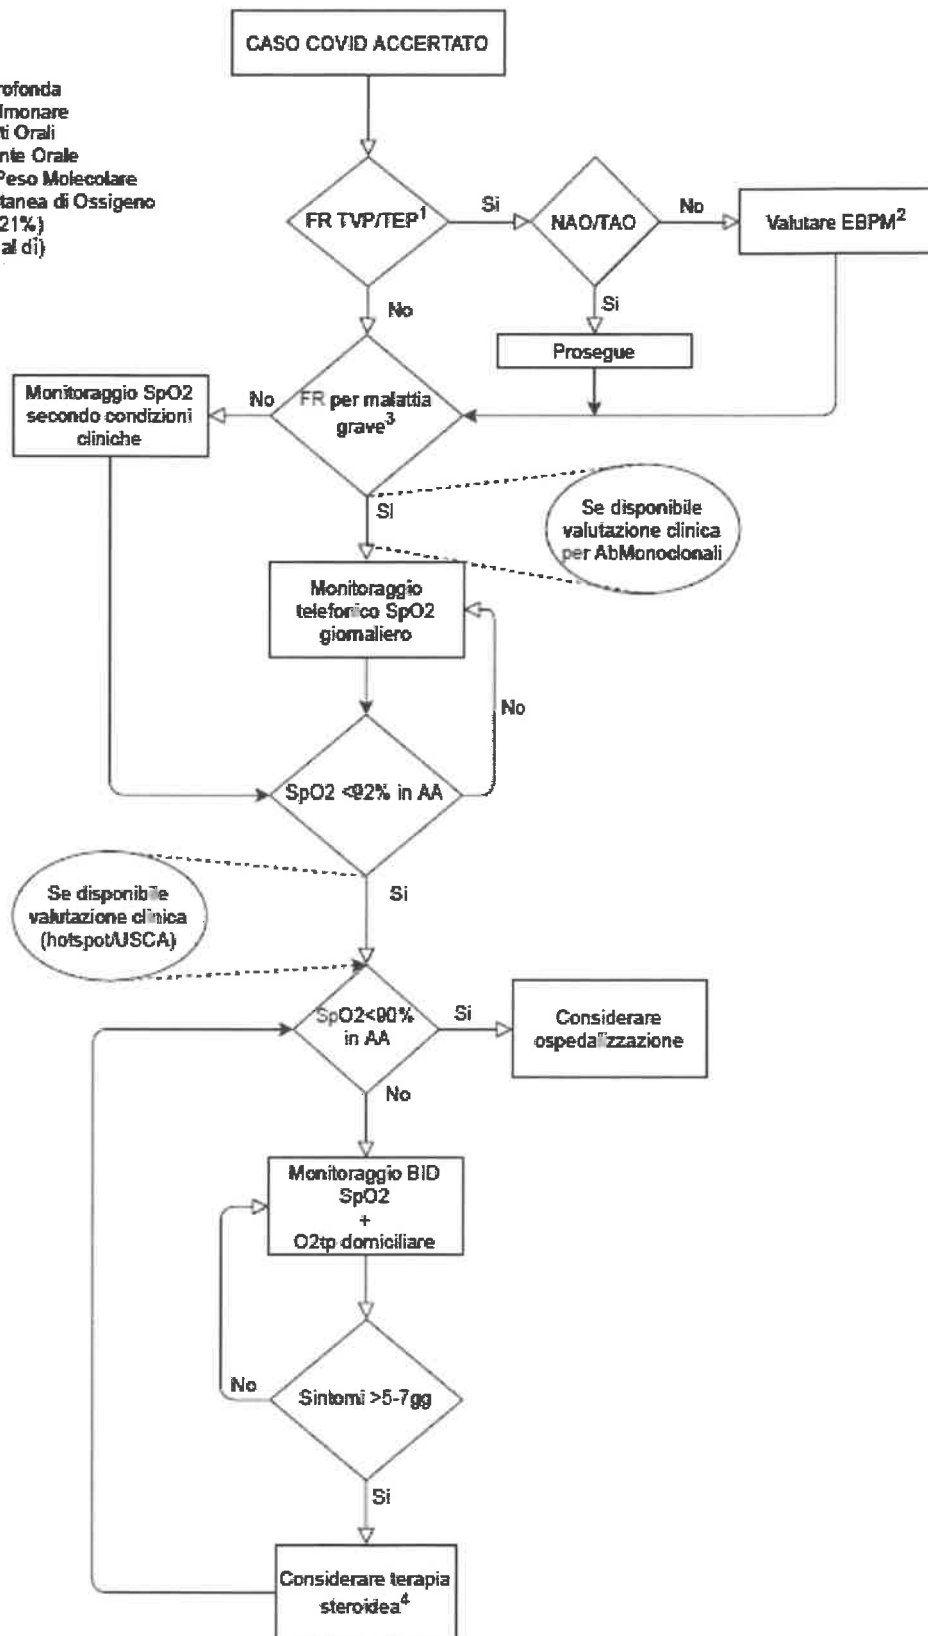 CASO COVID ACCERTATO
rofonda
lmonare
ti Orali
nte Orale
Peso Molecolare
tanea di Ossigeno
21%)
al dì)
FR TVP/TEP1
Si
NAO/TAO
No
Valutare EBPM2
No
Si
Prosegue
Monitoraggio SpO2
secondo condizioni
cliniche
No
FR per malattia
grave3
Si
Se disponibile
valutazione clinica
per AbMonoclonali
Monitoraggio
telefonico SpO2
giornaliero
No
SpO2 <92% in AA
Si
Se disponibile
valutazione clinica
(hotspot/USCA)
SpO2<90%
in AA
Si
Considerare
ospedalizzazione
No
Monitoraggio BID
SpO2
+
O2tp domiciliare
No
Sintomi >5-7gg
Si
Considerare terapia
steroidea4